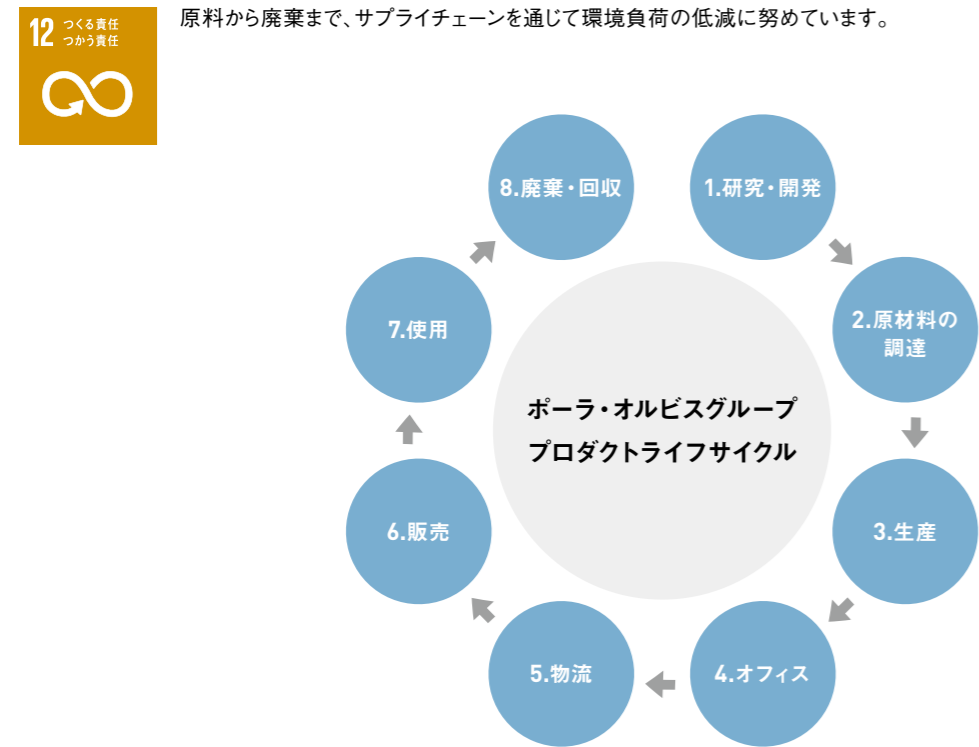 12 つくる責任
つかう責任
原料から廃棄まで、サプライチェーンを通じて環境負荷の低減に努めています。
8.廃棄・回収
1.研究・開発
7.使用
2.原材料の
調達
ポーラ・オルビスグループ
プロダクトライフサイクル
6.販売
3.生産
5.物流
4.オフィス